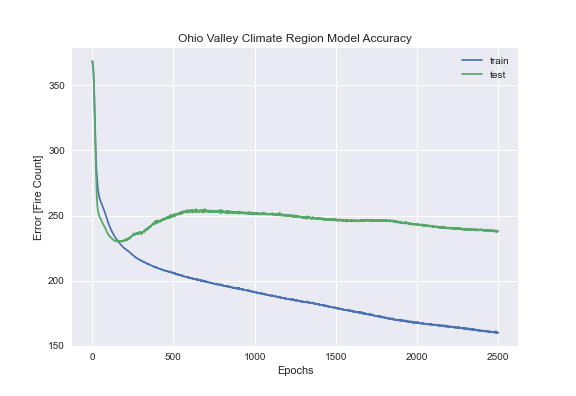 Ohio Valley Climate Region Model Accuracy
train
test
Error [Fire Count]
350
300
250
200
150
0
500
1000
1500
2000
2500
Epochs